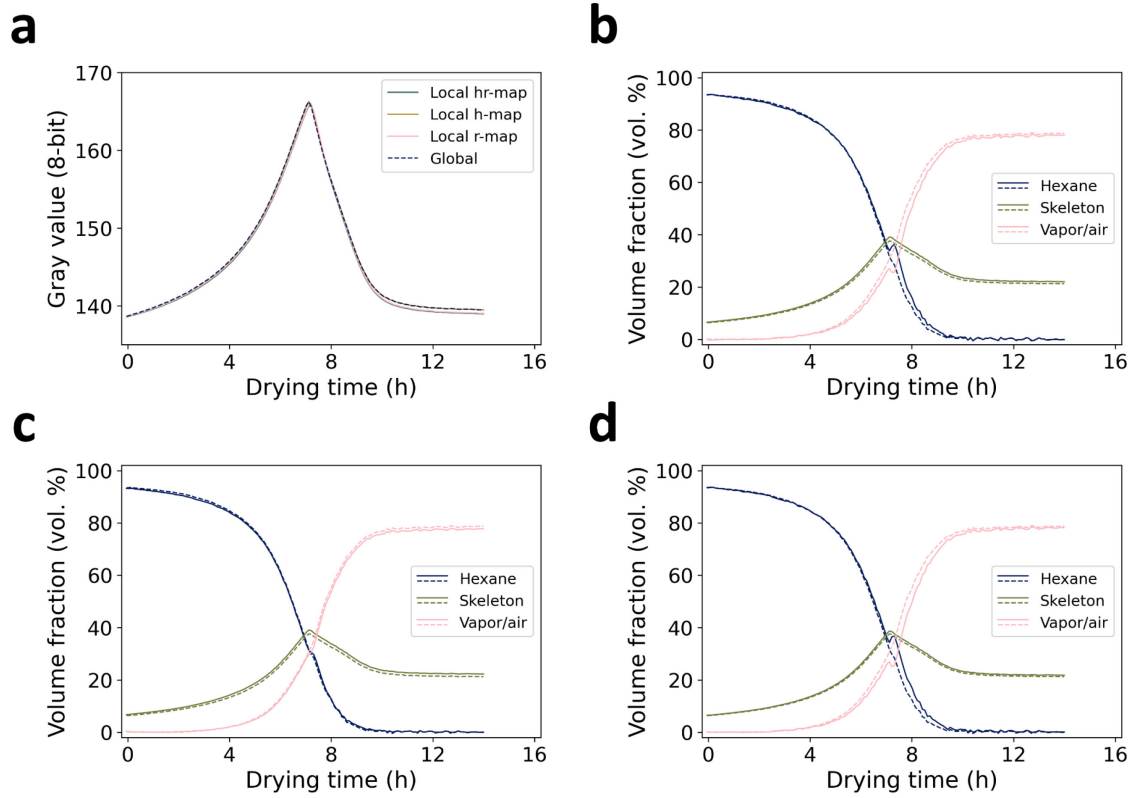 a
Gray value (8-bit)
170
160
150
140
0 4 8 12 16
Drying time (h)
Local hr-map
Local h-map
Local r-map
Global
b
Volume fraction (vol. %)
100
80
60
40
20
0
0 4 8 12 16
Drying time (h)
Hexane
Skeleton
Vapor/air
c
Volume fraction (vol. %)
100
80
60
40
20
0
0 4 8 12 16
Drying time (h)
Hexane
Skeleton
Vapor/air
d
Volume fraction (vol. %)
100
80
60
40
20
0
0 4 8 12 16
Drying time (h)
Hexane
Skeleton
Vapor/air